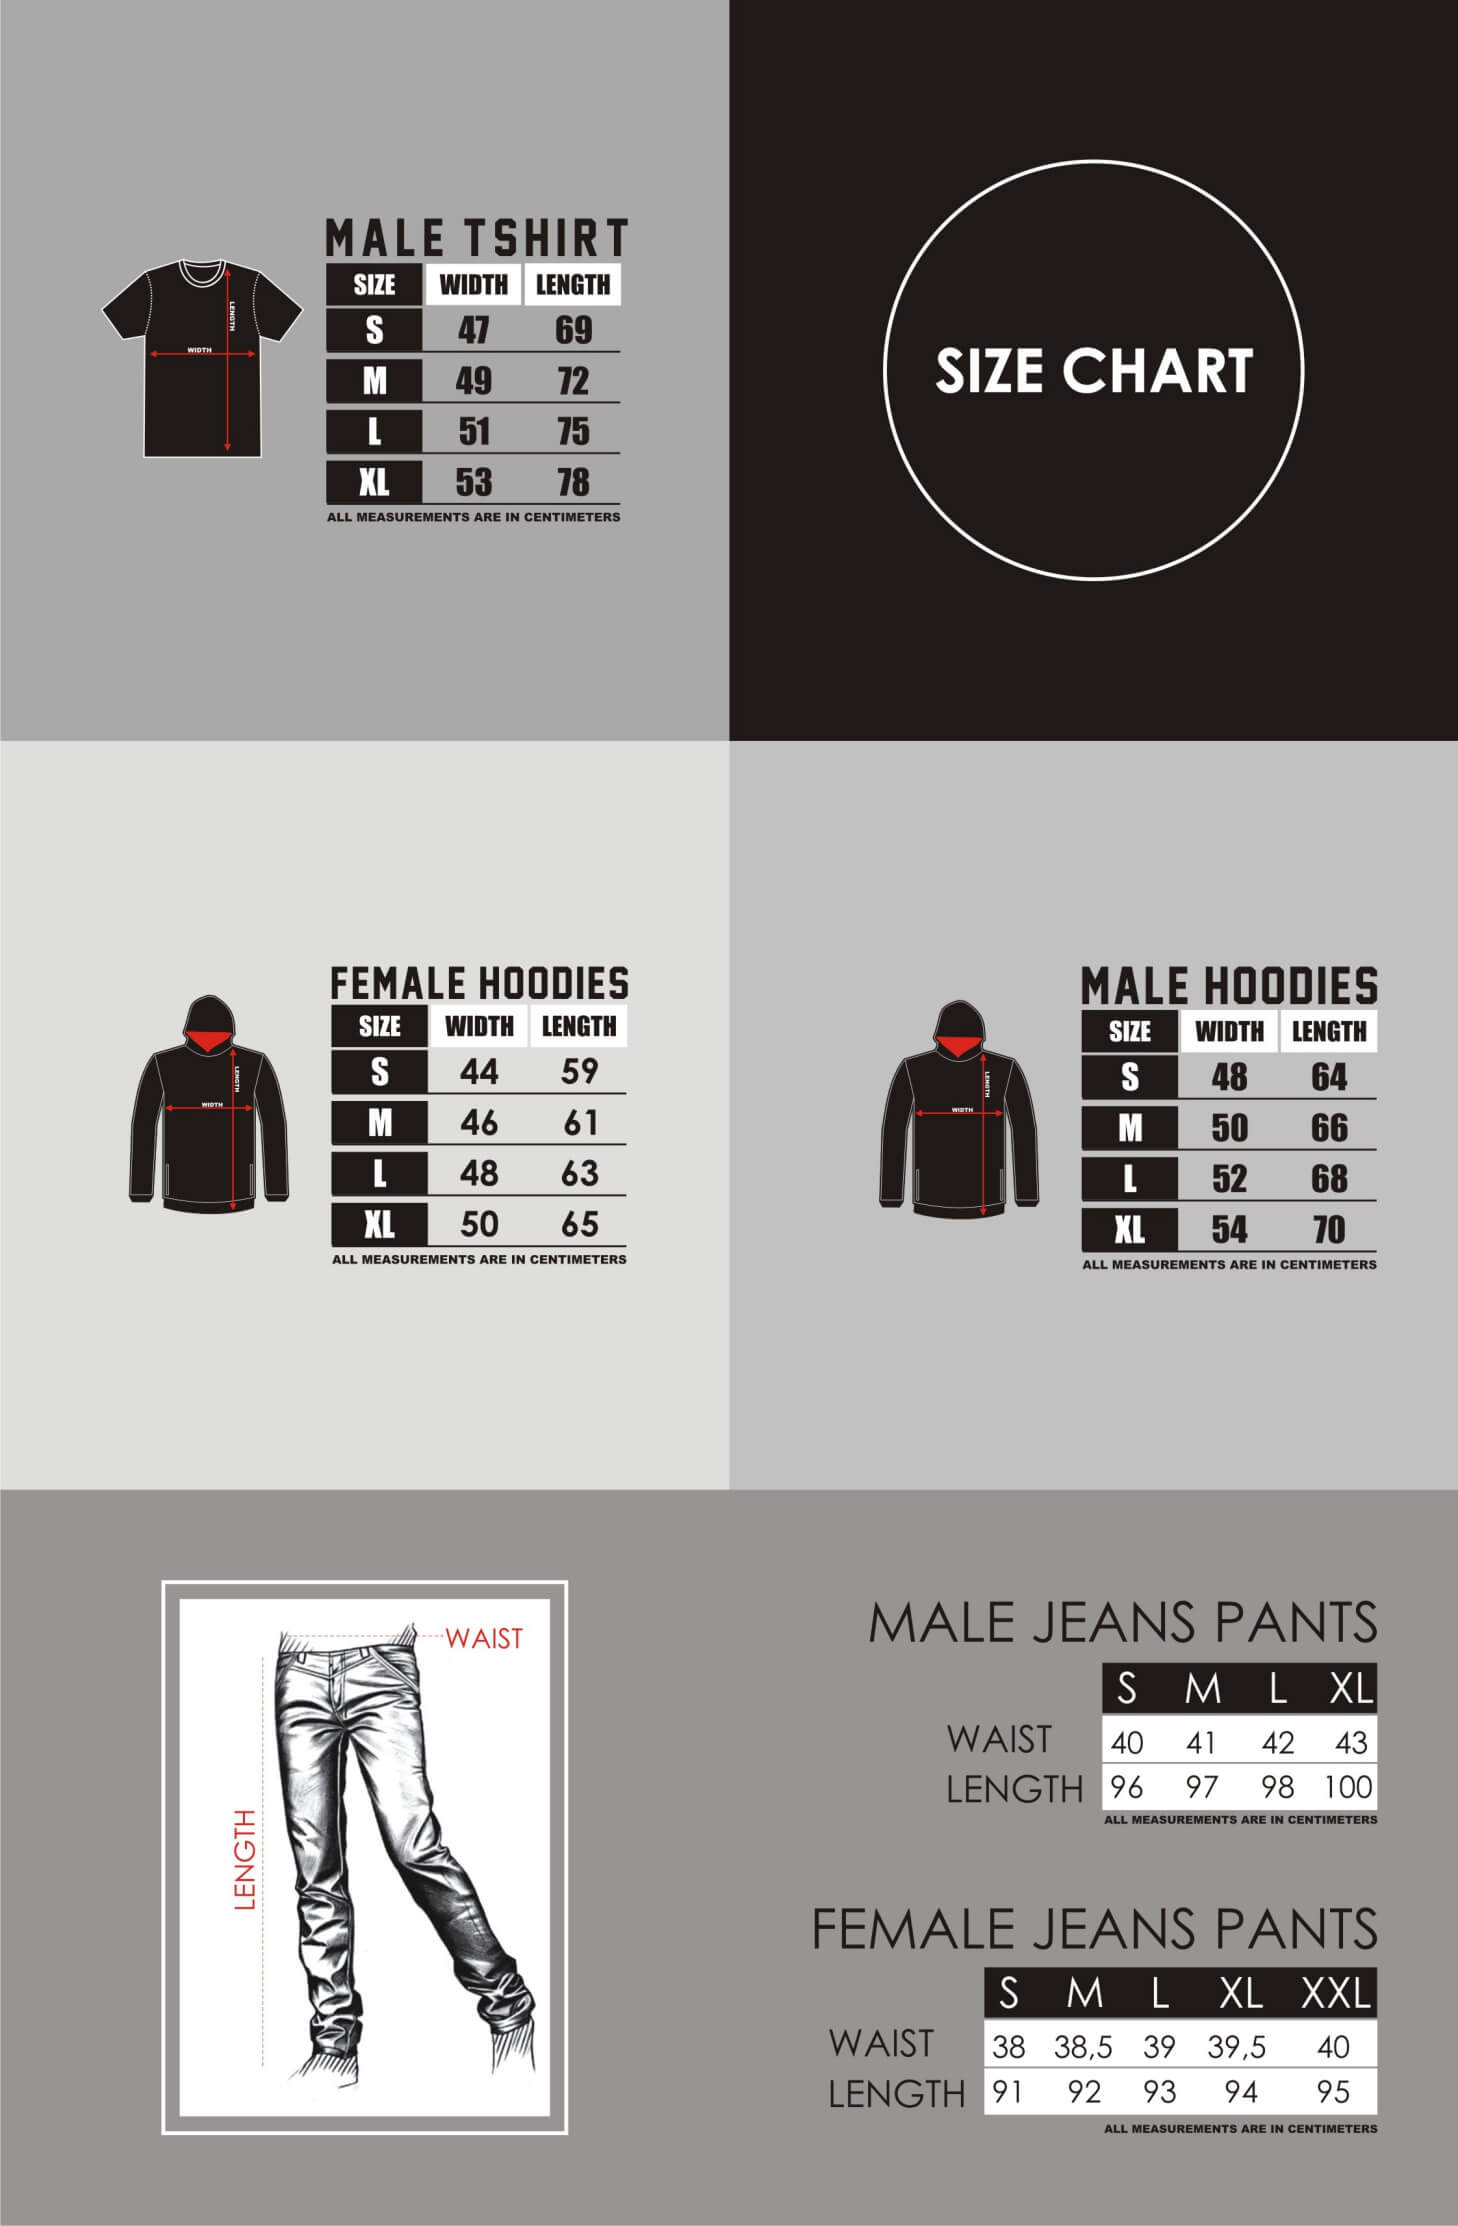 MALE TSHIRT
SIZE WIDTH LENGTH
S 47 69
M 49 72
L 51 75
XL 53 78
ALL MEASUREMENTS ARE IN CENTIMETERS
LENGTH
WIDTH
SIZE CHART
FEMALE HOODIES
SIZE WIDTH LENGTH
S 44 59
M 46 61
L 48 63
XL 50 65
ALL MEASUREMENTS ARE IN CENTIMETERS
LENGTH
WIDTH
MALE HOODIES
SIZE WIDTH LENGTH
S 48 64
M 50 66
L 52 68
XL 54 70
ALL MEASUREMENTS ARE IN CENTIMETERS
LENGTH
WIDTH
WAIST
LENGTH
MALE JEANS PANTS
S M L XL
WAIST 40 41 42 43
LENGTH 96 97 98 100
ALL MEASUREMENTS ARE IN CENTIMETERS
FEMALE JEANS PANTS
S M L XL XXL
WAIST 38 38,5 39 39,5 40
LENGTH 91 92 93 94 95
ALL MEASUREMENTS ARE IN CENTIMETERS